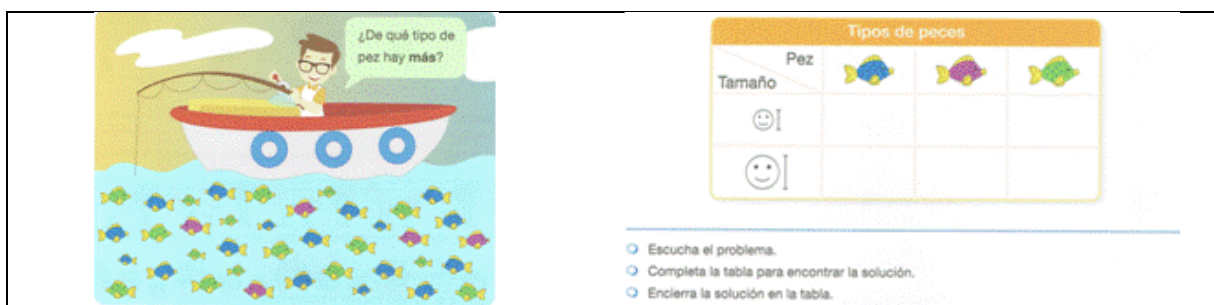 ¿De qué tipo de
pez hay más?
Tipos de peces
Pez
Tamaño
Escucha el problema.
Completa la tabla para encontrar la solución.
Encierra la solución en la tabla.